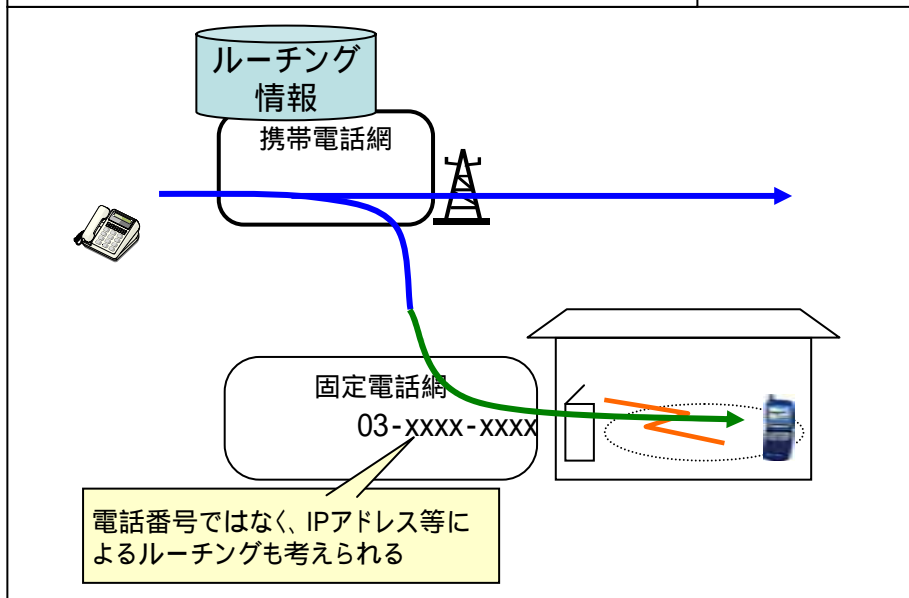 ルーチング
情報
携帯電話網
固定電話網
03-xxxx-xxxx
電話番号ではなく、IPアドレス等に
よるルーチングも考えられる